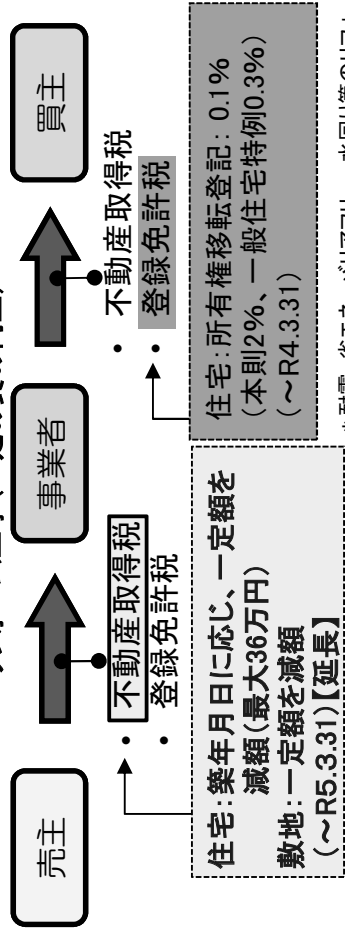 売主
事業者
買主
・ 不動産取得税
・ 登録免許税
・ 不動産取得税
・ 登録免許税
住宅：築年月日に応じ、一定額を
減額（最大36万円）
敷地：一定額を減額
（～R5.3.31）【延長】
住宅：所有権移転登記： 0.1%
（本則2%、一般住宅特例0.3%）
（～R4.3.31）